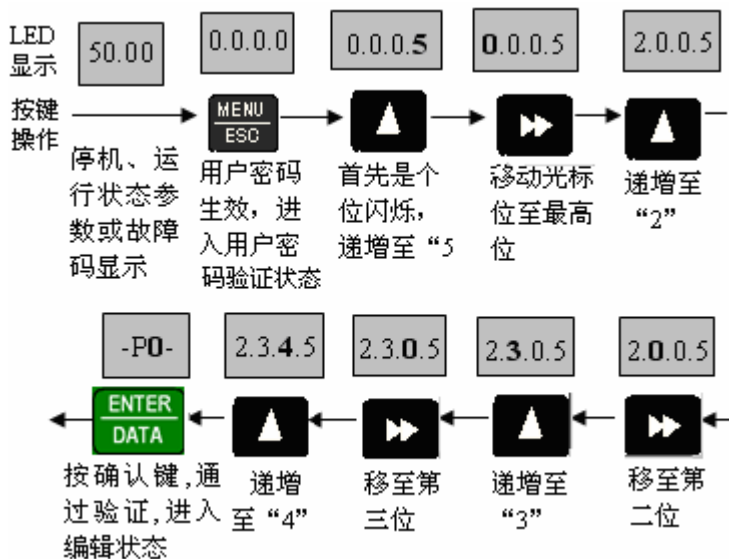 LED
显示
50.00
0.0.0.0
0.0.0.5
0.0.0.5
2.0.0.5
按键
操作
MENU
ESC
停机、运
行状态参
数或故障
码显示
用户密码
生效，进
入用户密
码验证状态
首先是个
位闪烁，
递增至“5
移动光标
位至最高
位
递增至
“2”
-P0-
2.3.4.5
2.3.0.5
2.3.0.5
2.0.0.5
ENTER
DATA
按确认键,通
过验证,进入
编辑状态
递增
至“4”
移至第
三位
递增至
“3”
移至第
二位